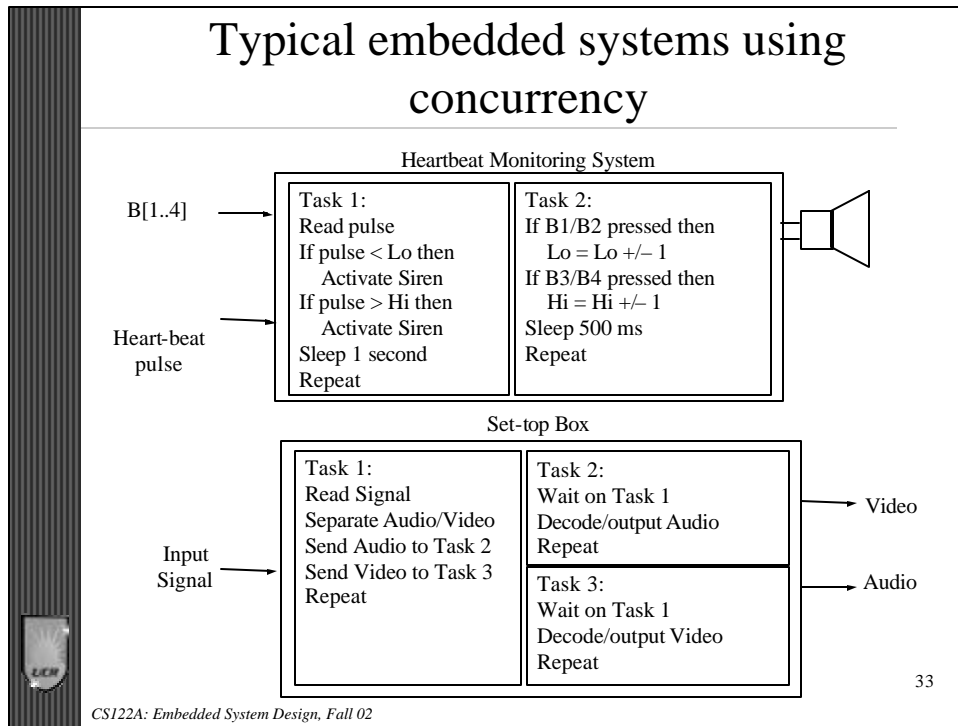 Typical embedded systems using
concurrency
Heartbeat Monitoring System
B[1..4]
Heart-beat
pulse
Task 1:
Read pulse
If pulse < Lo then
Activate Siren
If pulse > Hi then
Activate Siren
Sleep 1 second
Repeat
Task 2:
If B1/B2 pressed then
Lo = Lo +/– 1
If B3/B4 pressed then
Hi = Hi +/– 1
Sleep 500 ms
Repeat
Set-top Box
Input
Signal
Task 1:
Read Signal
Separate Audio/Video
Send Audio to Task 2
Send Video to Task 3
Repeat
Task 2:
Wait on Task 1
Decode/output Audio
Repeat
Task 3:
Wait on Task 1
Decode/output Video
Repeat
Video
Audio
UCR
33
CS122A: Embedded System Design, Fall 02